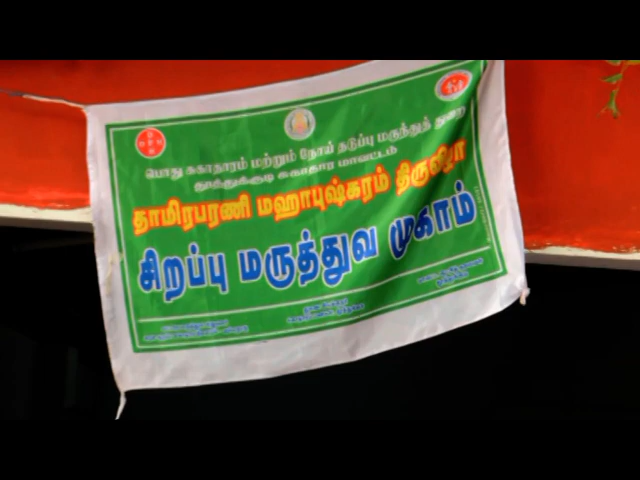 பொது சுகாதாரம் மற்றும் நோய் தடுப்பு மருந்துத் துறை
தூத்துக்குடி சுகாதார மாவட்டம்
தாமிரபரணி மஹாபுஷ்கரம் திருவிழா
சிறப்பு மருத்துவ முகாம்